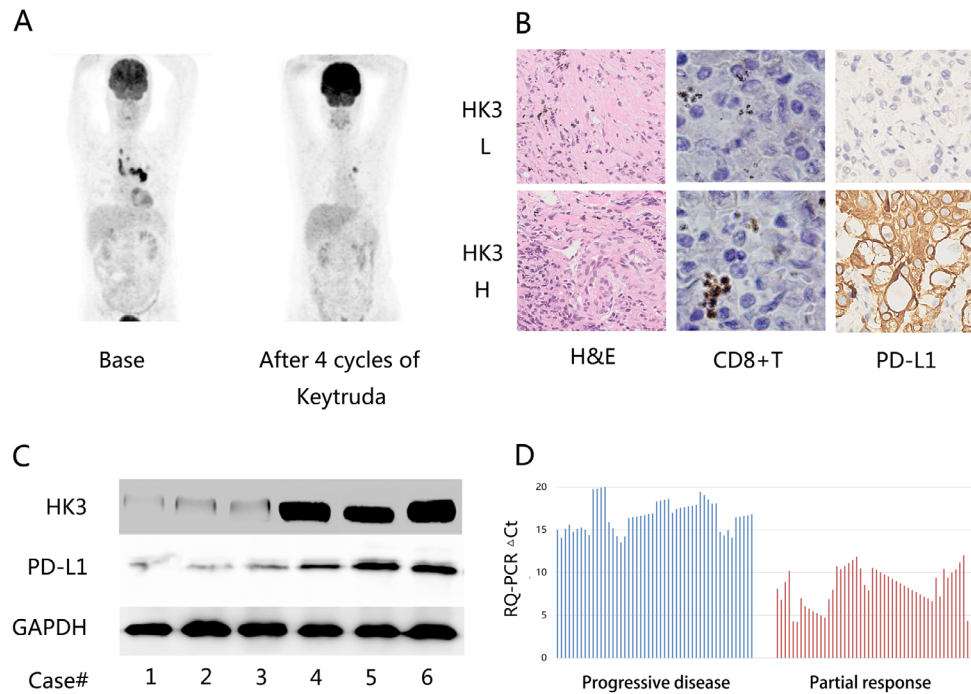 A
Base
After 4 cycles of
Keytruda
B
HK3
L
HK3
H
H&E
CD8+T
PD-L1
C
HK3
PD-L1
GAPDH
Case# 1 2 3 4 5 6
D
RQ-PCR △Ct
20
15
10
5
0
Progressive disease
Partial response